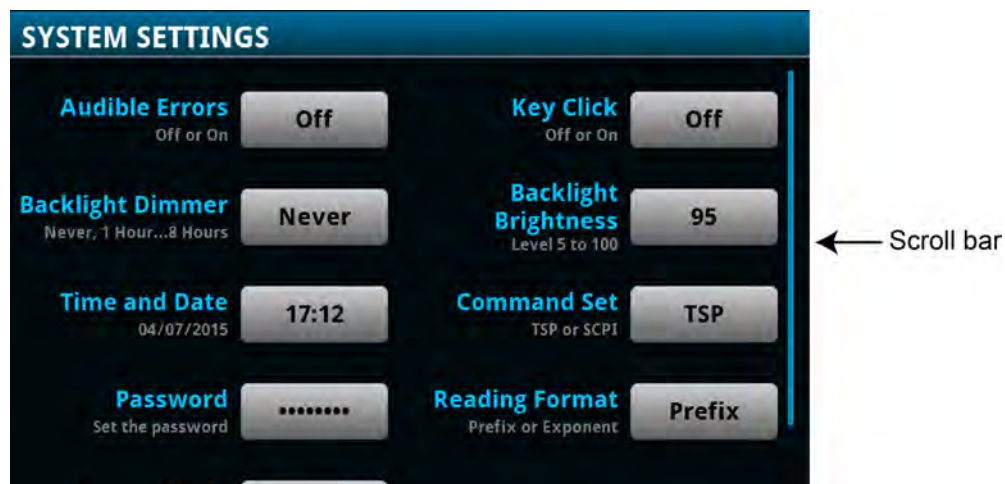 SYSTEM SETTINGS
Audible Errors
Off or On
Off
Key Click
Off or On
Off
Backlight Dimmer
Never, 1 Hour...8 Hours
Never
Backlight
Brightness
Level 5 to 100
95
Scroll bar
Time and Date
04/07/2015
17:12
Command Set
TSP or SCPI
TSP
Password
Set the password
••••••••
Reading Format
Prefix or Exponent
Prefix